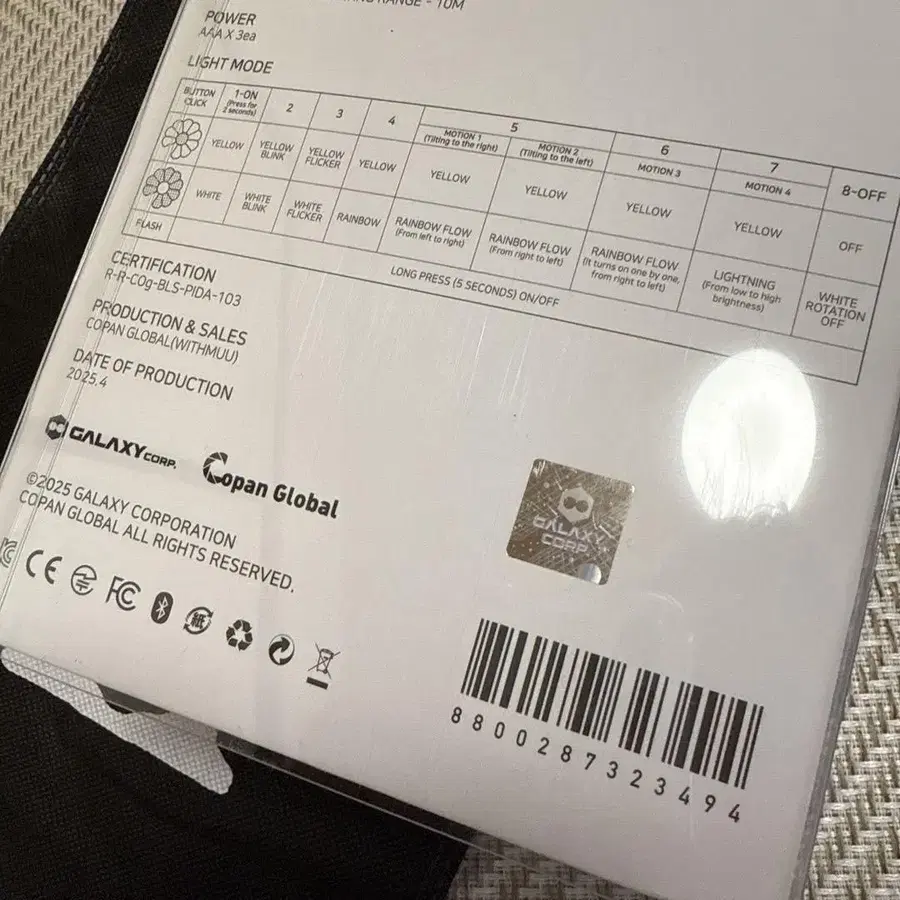 RANGE - 10M
POWER
AAA X 3ea
LIGHT MODE
BUTTON CLICK 1-ON (Press for 2 seconds) 2 3 4 5 6 7 8-OFF
MOTION 1 (Tilting to the right) MOTION 2 (Tilting to the left) MOTION 3 MOTION 4
YELLOW YELLOW BLINK YELLOW FLICKER YELLOW YELLOW YELLOW YELLOW YELLOW OFF
WHITE WHITE BLINK WHITE FLICKER RAINBOW RAINBOW FLOW (From left to right) RAINBOW FLOW (From right to left) RAINBOW FLOW (It turns on one by one, from right to left) LIGHTNING (From low to high brightness) WHITE ROTATION OFF
FLASH LONG PRESS (5 SECONDS) ON/OFF
CERTIFICATION
R-R-COg-BLS-PIDA-103
PRODUCTION & SALES
COPAN GLOBAL(WITHMUU)
DATE OF PRODUCTION
2025.4
GALAXY CORP. Copan Global
©2025 GALAXY CORPORATION
COPAN GLOBAL ALL RIGHTS RESERVED.
GALAXY
CORP.
CE FC 紙
8800287323494